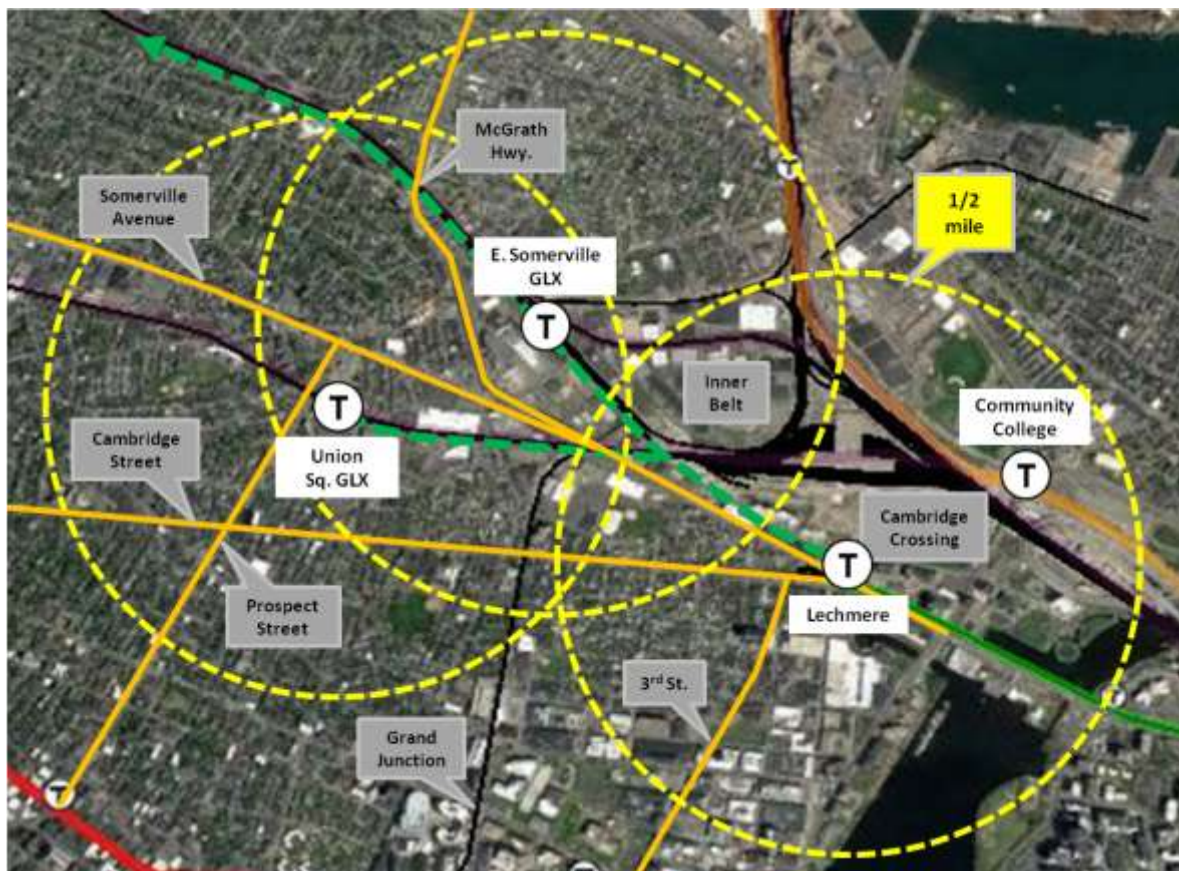 McGrath
Hwy.
Somerville
Avenue
1/2
mile
E. Somerville
GLX
T
T
Inner
Belt
Community
College
T
T
Union
Sq. GLX
Cambridge
Street
Cambridge
Crossing
T
Lechmere
Prospect
Street
3rd St.
Grand
Junction
T